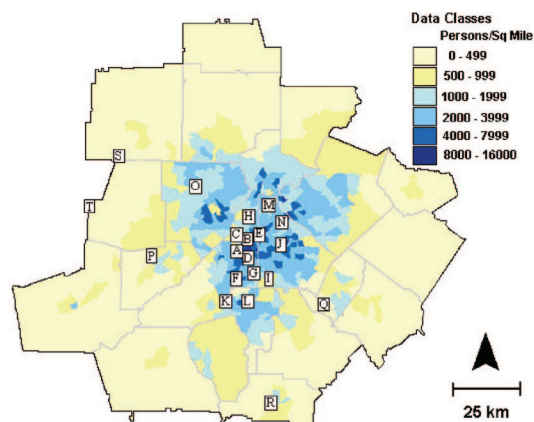 Data Classes
Persons/Sq Mile
0 - 499
500 - 999
1000 - 1999
2000 - 3999
4000 - 7999
8000 - 16000
S
O
T
M
H
N
C
B
E
J
A
D
P
G
F
I
K
L
Q
R
25 km